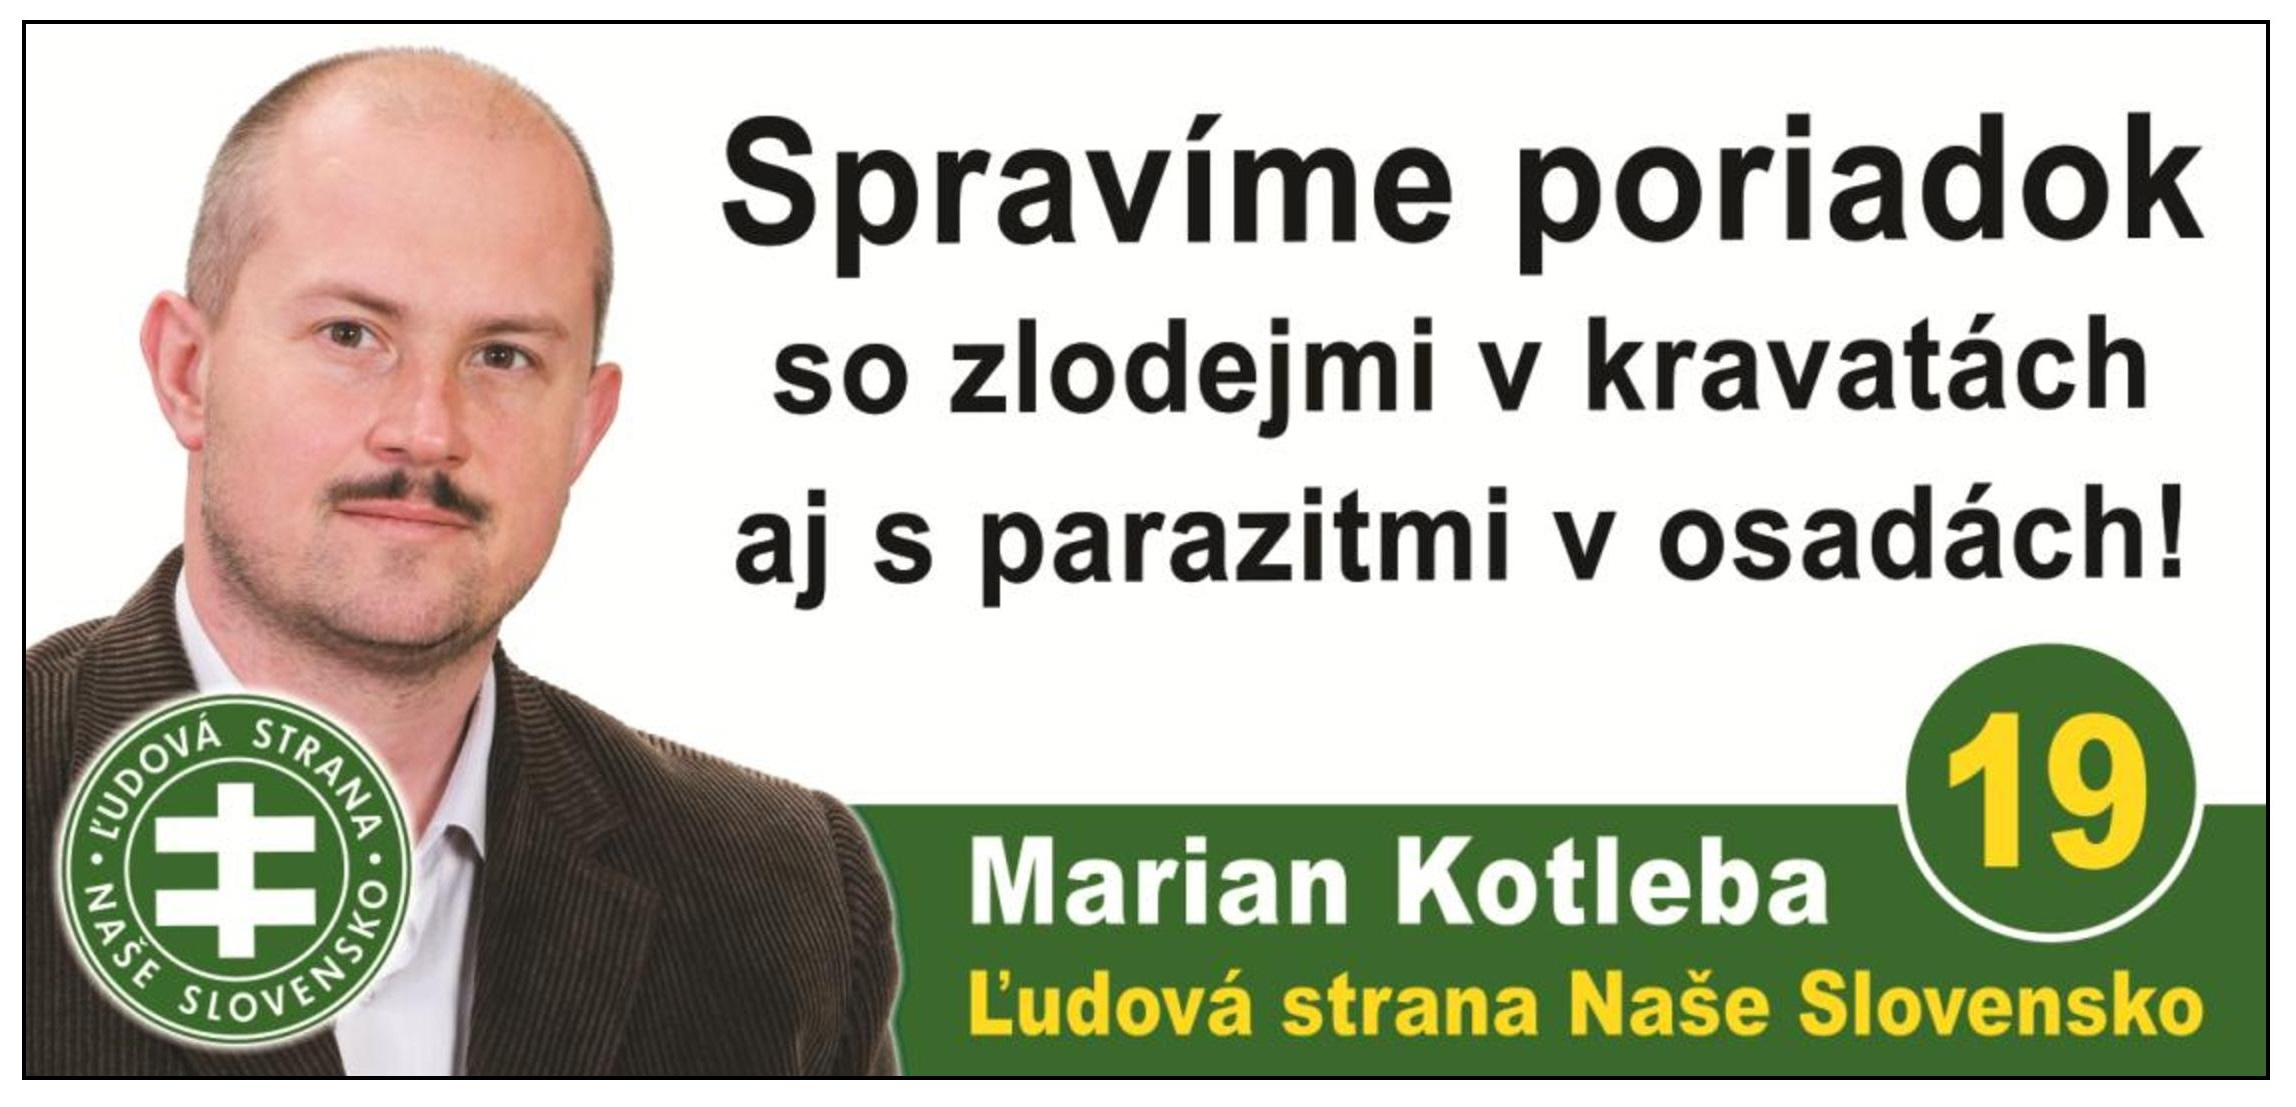 Spravíme poriadok
so zlodejmi v kravatách
aj s parazitmi v osadách!
19
Marian Kotleba
Ľudová strana Naše Slovensko
ĽUDOVÁ STRANA
NAŠE SLOVENSKO